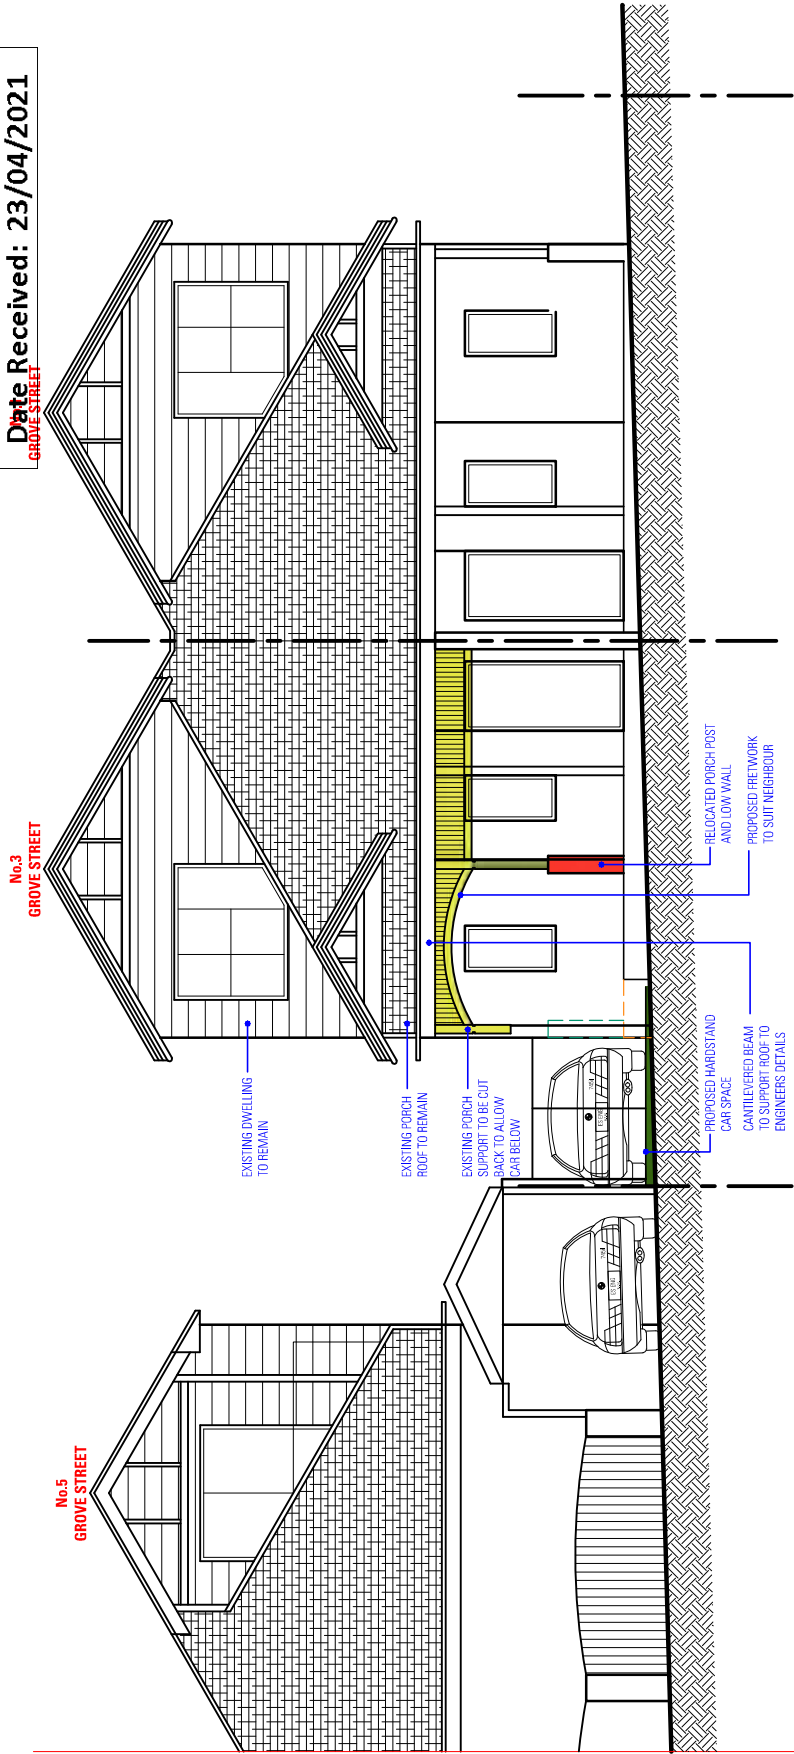 Date Received: 23/04/2021
GROVE STREET
No.3
GROVE STREET
No.5
GROVE STREET
EXISTING DWELLING
TO REMAIN
EXISTING PORCH
ROOF TO REMAIN
EXISTING PORCH
SUPPORT TO BE CUT
BACK TO ALLOW
CAR BELOW
RELOCATED PORCH POST
AND LOW WALL
PROPOSED FRETWORK
TO SUIT NEIGHBOUR
PROPOSED HARDSTAND
CAR SPACE
CANTILEVERED BEAM
TO SUPPORT ROOF TO
ENGINEERS DETAILS